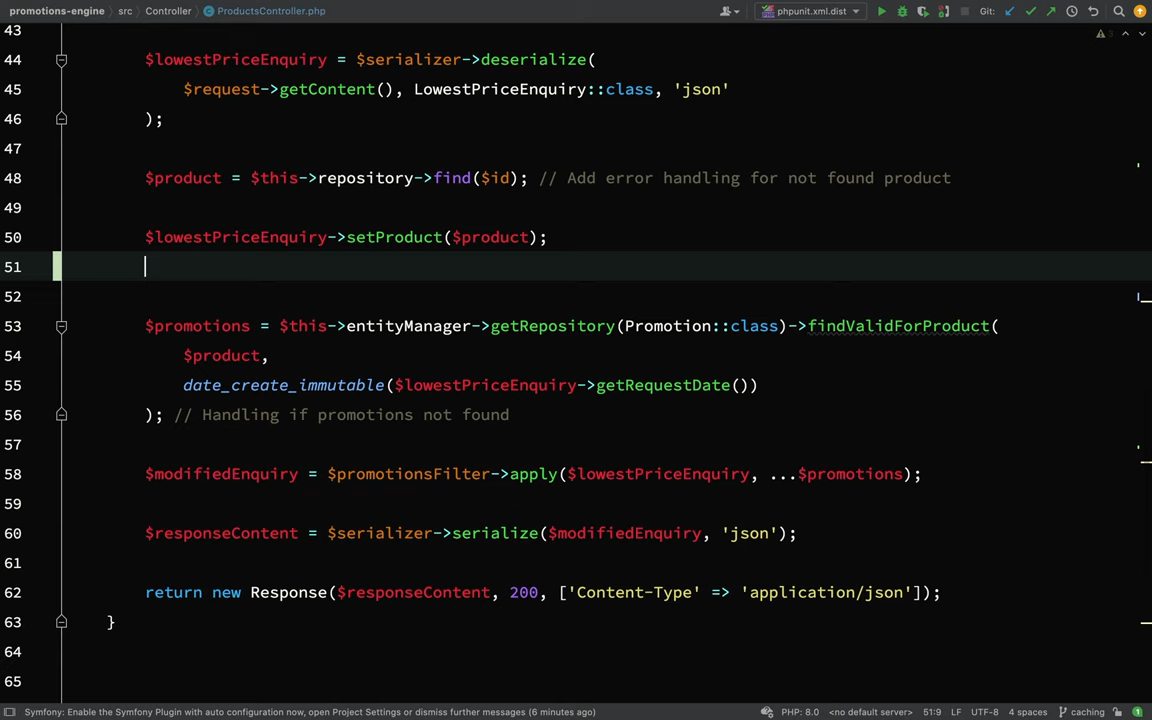 promotions-engine src Controller ProductsController.php phpunit.xml.dist Git:
43
44 $lowestPriceEnquiry = $serializer->deserialize(
45 $request->getContent(), LowestPriceEnquiry::class, 'json'
46 );
47
48 $product = $this->repository->find($id); // Add error handling for not found product
49
50 $lowestPriceEnquiry->setProduct($product);
51
52
53 $promotions = $this->entityManager->getRepository(Promotion::class)->findValidForProduct(
54 $product,
55 date_create_immutable($lowestPriceEnquiry->getRequestDate())
56 ); // Handling if promotions not found
57
58 $modifiedEnquiry = $promotionsFilter->apply($lowestPriceEnquiry, ...$promotions);
59
60 $responseContent = $serializer->serialize($modifiedEnquiry, 'json');
61
62 return new Response($responseContent, 200, ['Content-Type' => 'application/json']);
63 }
64
65
Symfony: Enable the Symfony Plugin with auto configuration now, open Project Settings or dismiss further messages (6 minutes ago) PHP: 8.0 <no default server> 51:9 LF UTF-8 4 spaces caching 1